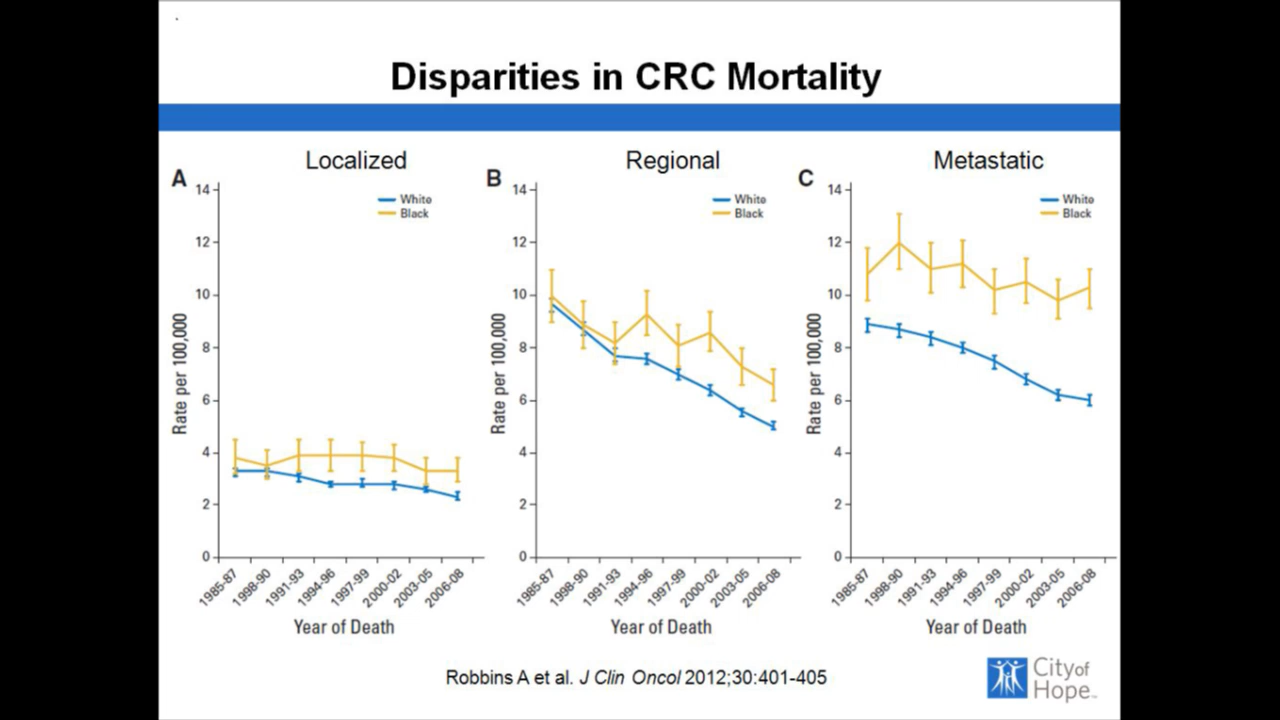 Disparities in CRC Mortality
Localized
A
White
Black
14
12
10
8
6
4
2
0
Rate per 100,000
1985-87
1998-90
1991-93
1994-96
1997-99
2000-02
2003-05
2006-08
Year of Death
Regional
B
White
Black
14
12
10
8
6
4
2
0
Rate per 100,000
1985-87
1998-90
1991-93
1994-96
1997-99
2000-02
2003-05
2006-08
Year of Death
Metastatic
C
White
Black
14
12
10
8
6
4
2
0
Rate per 100,000
1985-87
1998-90
1991-93
1994-96
1997-99
2000-02
2003-05
2006-08
Year of Death
Robbins A et al. J Clin Oncol 2012;30:401-405
City of
Hope™